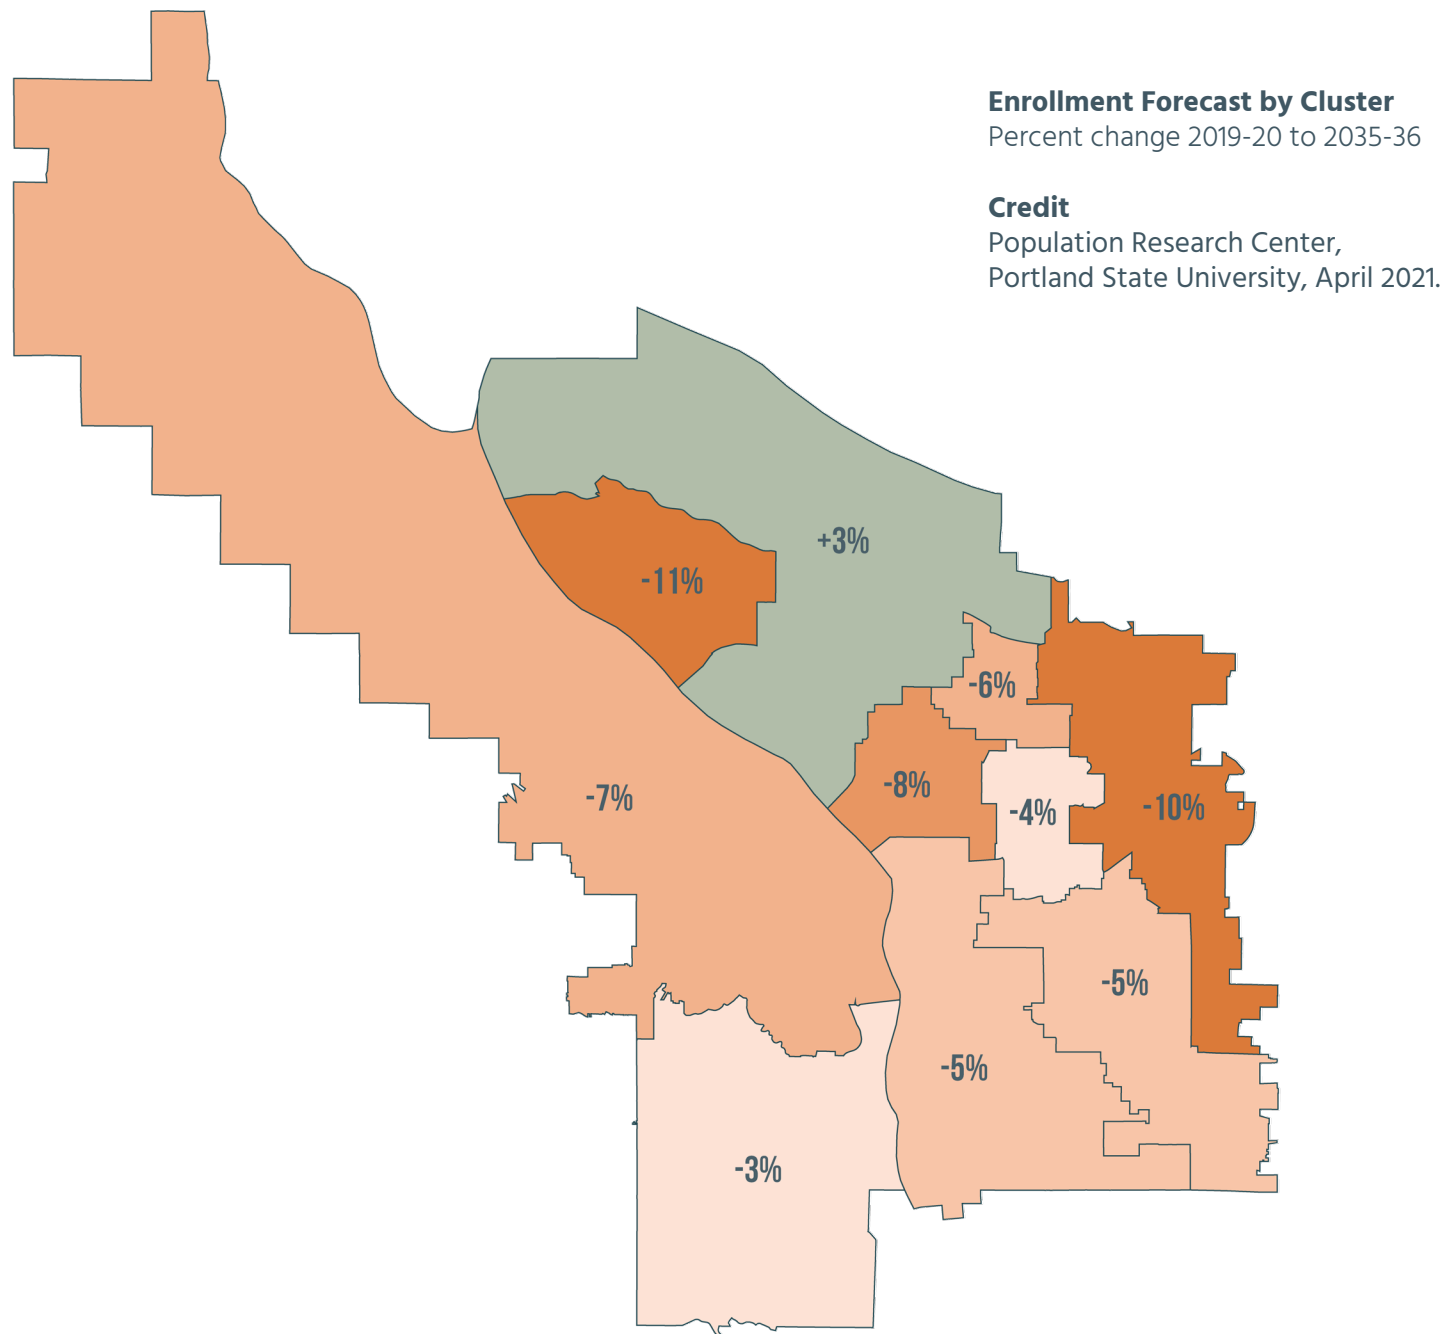 Enrollment Forecast by Cluster
Percent change 2019-20 to 2035-36
Credit
Population Research Center,
Portland State University, April 2021.
+3%
-11%
-6%
-8%
-7%
-4%
-10%
-5%
-5%
-3%